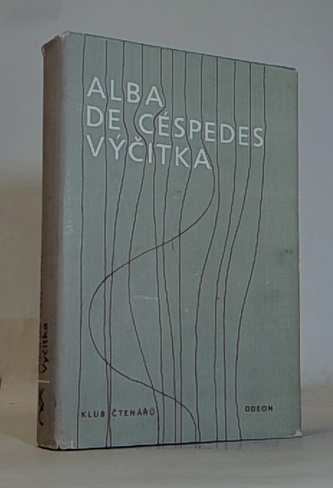 ALBA
DE CÉSPEDES
VÝČITKA
KLUB ČTENÁŘŮ
ODEON
Výčitka